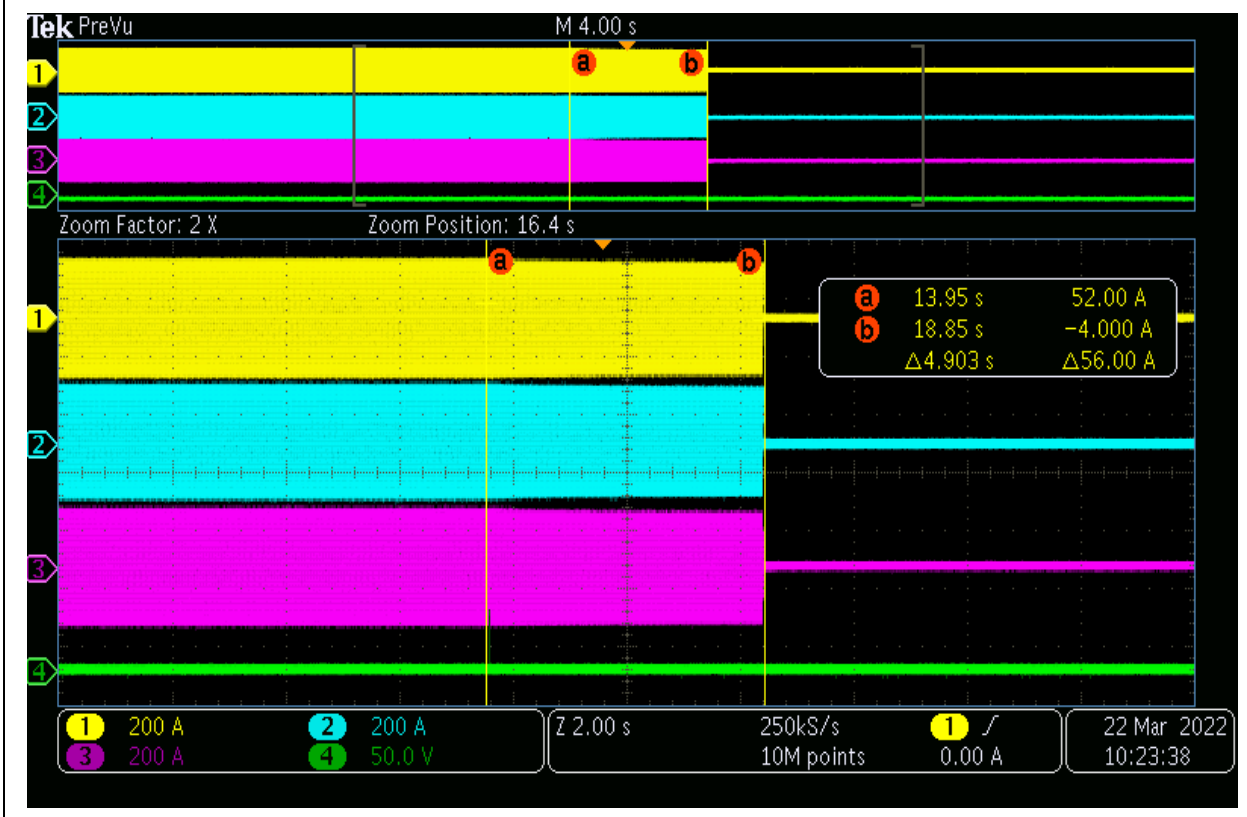 Tek PreVu M 4.00 s
a b
1
2
3
4
Zoom Factor: 2 X Zoom Position: 16.4 s
a b
1
2
3
4
a 13.95 s 52.00 A
b 18.85 s −4.000 A
△4.903 s △56.00 A
1 200 A 2 200 A Z 2.00 s 250kS/s 1 / 22 Mar 2022
3 200 A 4 50.0 V 10M points 0.00 A 10:23:38